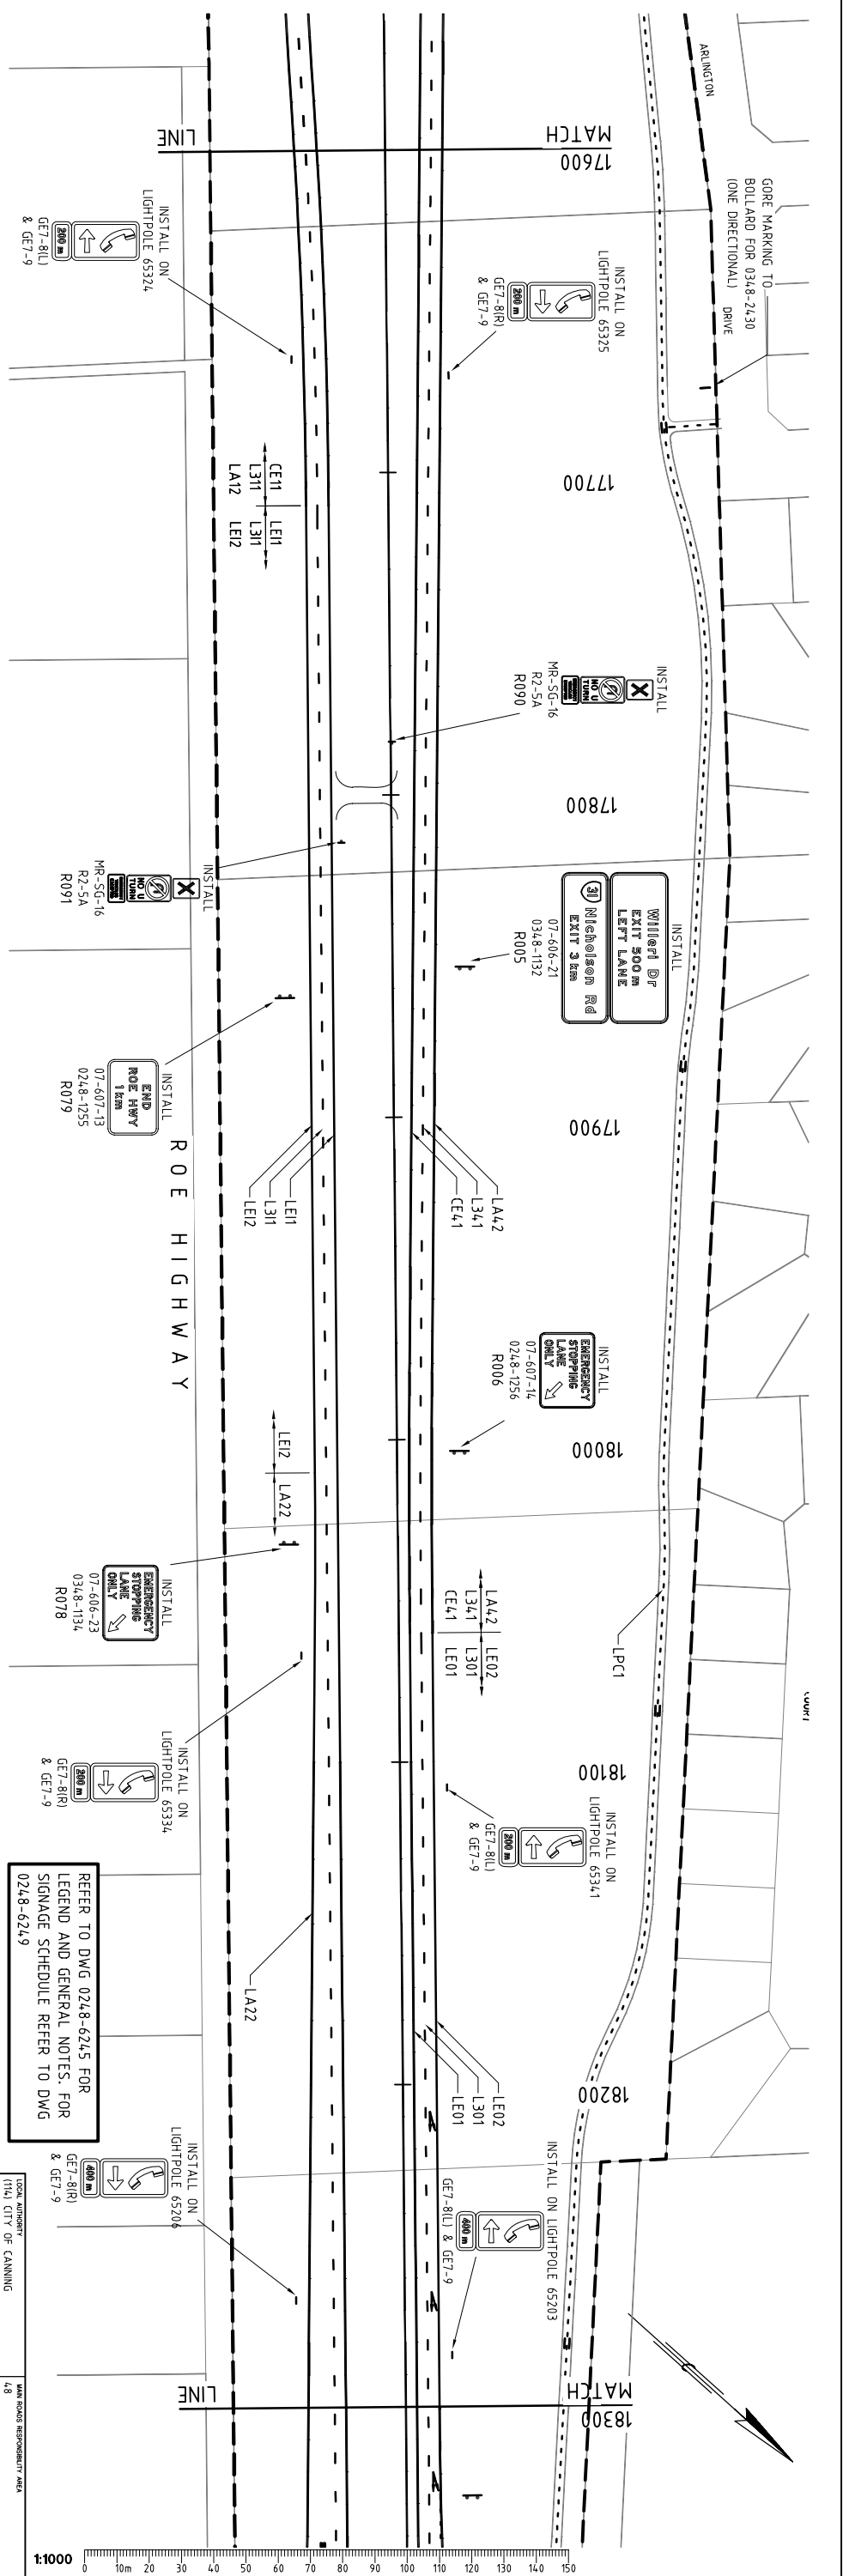 ARLINGTON
MATCH
LINE
17600
GORE MARKING TO
BOLLARD FOR 0348-2430
(ONE DIRECTIONAL)
DRIVE
INSTALL ON
LIGHTPOLE 65324
200 m
GE7-8(L)
& GE7-9
INSTALL ON
LIGHTPOLE 65325
200 m
GE7-8(R)
& GE7-9
17700
CE11
L311
LA12
LEI1
L3I1
LEI2
INSTALL
X
NO U
TURN
MR-SG-16
R2-5A
R090
17800
INSTALL
X
NO U
TURN
MR-SG-16
R2-5A
R091
INSTALL
Willeri Dr
EXIT 500 m
LEFT LANE
31 Nicholson Rd
EXIT 3 km
07-606-21
0348-1132
R005
INSTALL
END
ROE HWY
1 km
07-607-13
0248-1255
R079
17900
LA42
L341
CE41
LEI1
L3I1
LEI2
ROE HIGHWAY
INSTALL
EMERGENCY
STOPPING
LANE
ONLY
07-607-14
0248-1256
R006
18000
LEI2
LA22
INSTALL
EMERGENCY
STOPPING
LANE
ONLY
07-606-23
0348-1134
R078
LA42
L341
CE41
LE02
L301
LE01
LPC1
COURT
INSTALL ON
LIGHTPOLE 65334
200 m
GE7-8(R)
& GE7-9
18100
INSTALL ON
LIGHTPOLE 65341
200 m
GE7-8(L)
& GE7-9
LA22
REFER TO DWG 0248-6245 FOR
LEGEND AND GENERAL NOTES. FOR
SIGNAGE SCHEDULE REFER TO DWG
0248-6249
LE02
L301
LE01
18200
INSTALL ON
LIGHTPOLE 65206
400 m
GE7-8(R)
& GE7-9
INSTALL ON LIGHTPOLE 65203
400 m
GE7-8(L) & GE7-9
MATCH
LINE
18300
LOCAL AUTHORITY
(114) CITY OF CANNING
MAIN ROADS RESPONSIBILITY AREA
48
1:1000
0 10m 20 30 40 50 60 70 80 90 100 110 120 130 140 150